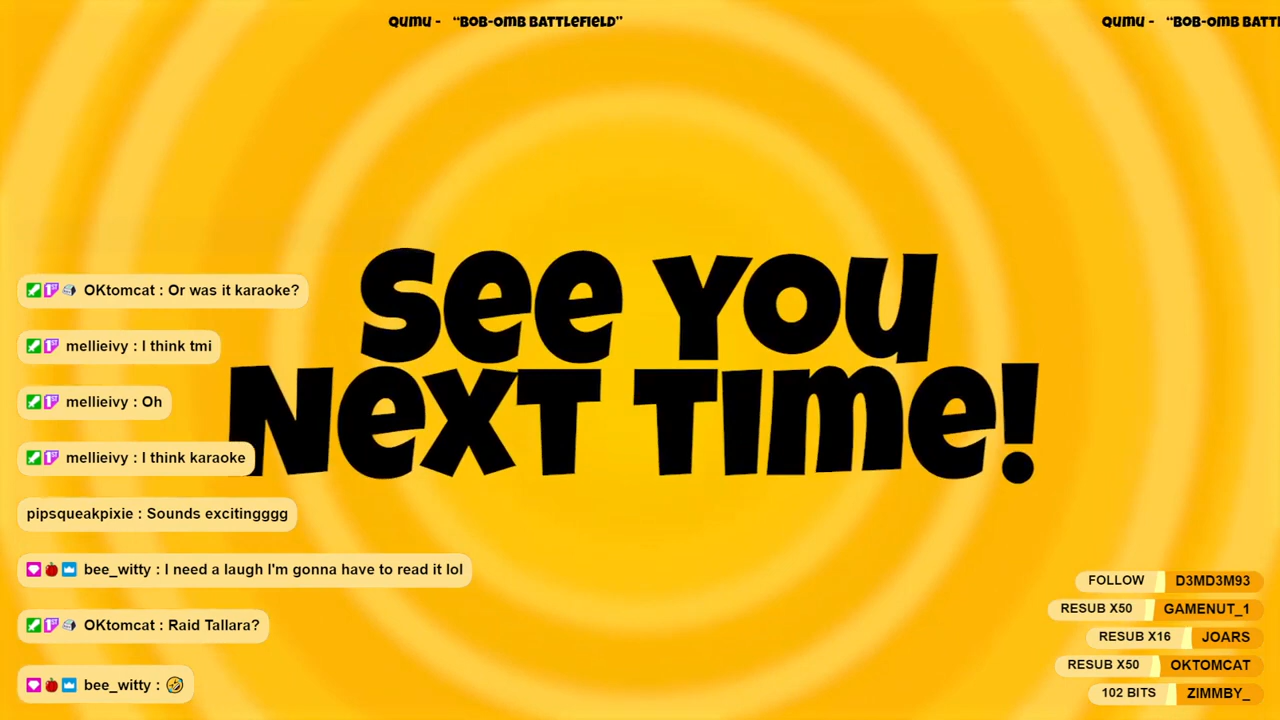 Qumu - "BOB-OMB BATTLEFIELD"
Qumu - "BOB-OMB BATTL
See You
Next Time!
OKtomcat : Or was it karaoke?
mellieivy : I think tmi
mellieivy : Oh
mellieivy : I think karaoke
pipsqueakpixie : Sounds excitingggg
bee_witty : I need a laugh I'm gonna have to read it lol
OKtomcat : Raid Tallara?
bee_witty : 🤣
FOLLOW D3MD3M93
RESUB X50 GAMENUT_1
RESUB X16 JOARS
RESUB X50 OKTOMCAT
102 BITS ZIMMBY_